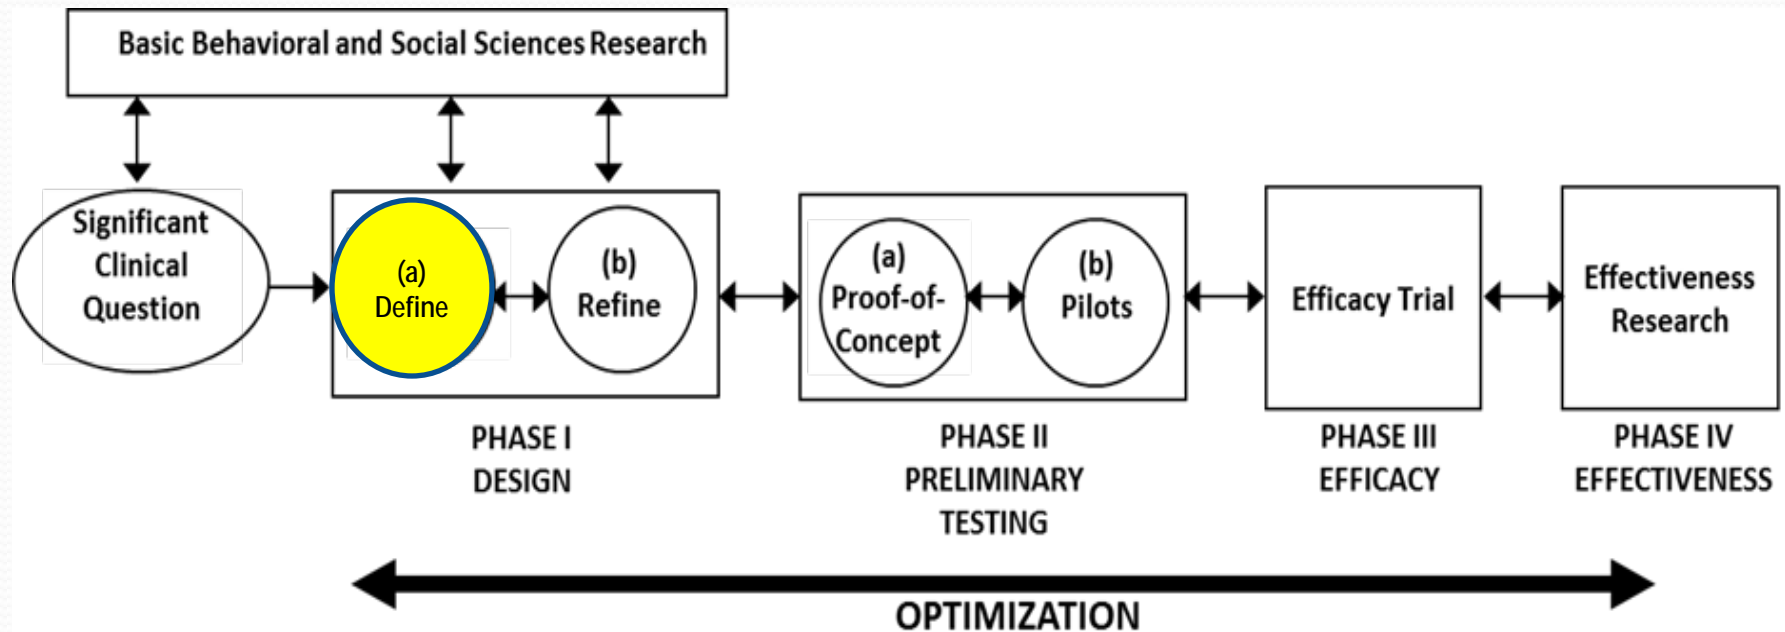 Basic Behavioral and Social Sciences Research
Significant
Clinical
Question
(a)
Define
(b)
Refine
(a)
Proof-of-
Concept
(b)
Pilots
Efficacy Trial
Effectiveness
Research
PHASE I
DESIGN
PHASE II
PRELIMINARY
TESTING
PHASE III
EFFICACY
PHASE IV
EFFECTIVENESS
OPTIMIZATION